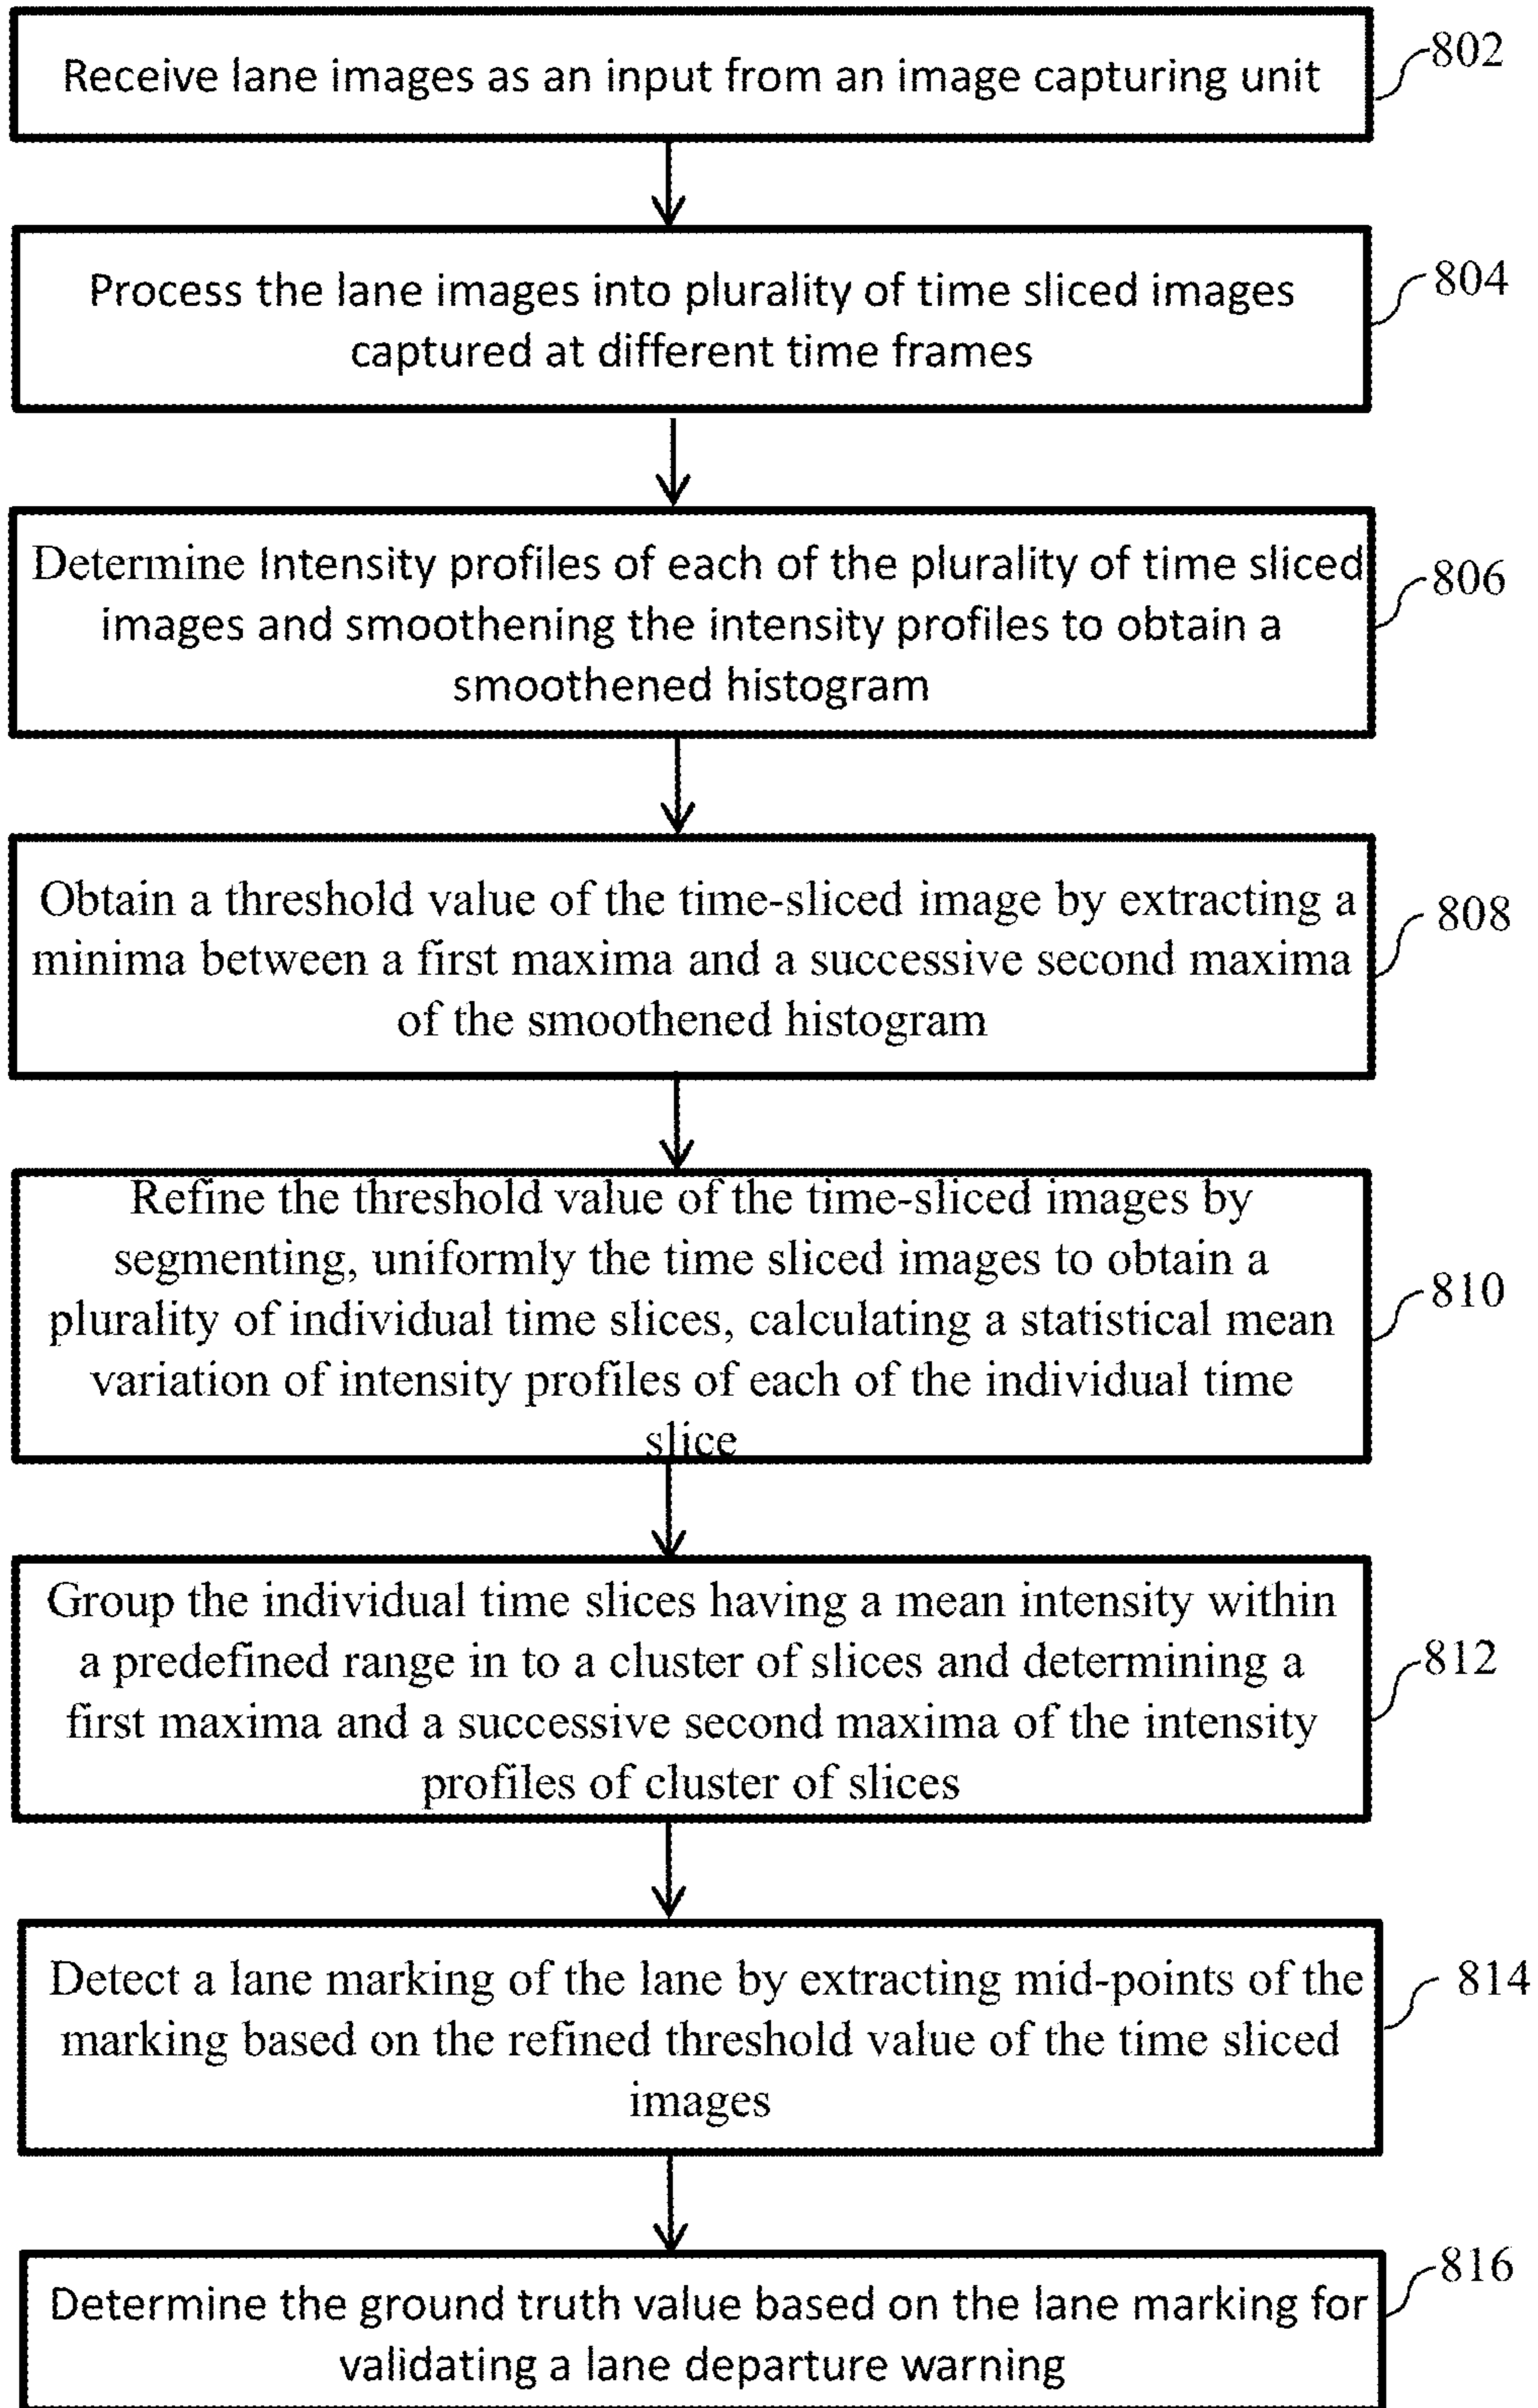 Receive lane images as an input from an image capturing unit
802
Process the lane images into plurality of time sliced images
captured at different time frames
804
Determine Intensity profiles of each of the plurality of time sliced
images and smoothening the intensity profiles to obtain a
smoothened histogram
806
Obtain a threshold value of the time-sliced image by extracting a
minima between a first maxima and a successive second maxima
of the smoothened histogram
808
Refine the threshold value of the time-sliced images by
segmenting, uniformly the time sliced images to obtain a
plurality of individual time slices, calculating a statistical mean
variation of intensity profiles of each of the individual time
slice
810
Group the individual time slices having a mean intensity within
a predefined range in to a cluster of slices and determining a
first maxima and a successive second maxima of the intensity
profiles of cluster of slices
812
Detect a lane marking of the lane by extracting mid-points of the
marking based on the refined threshold value of the time sliced
images
814
Determine the ground truth value based on the lane marking for
validating a lane departure warning
816